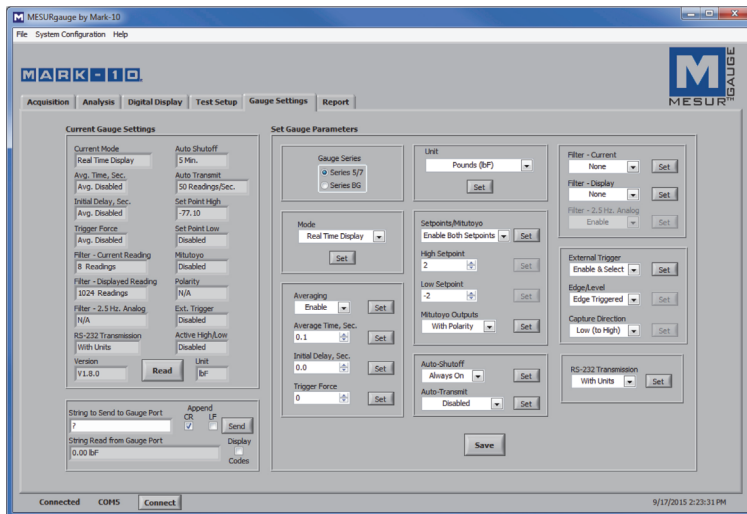 MESURgauge by Mark-10
File System Configuration Help
MARK-10
M
MESUR GAUGE™
Acquisition Analysis Digital Display Test Setup Gauge Settings Report
Current Gauge Settings
Current Mode
Real Time Display
Auto Shutoff
5 Min.
Avg. Time, Sec.
Avg. Disabled
Auto Transmit
50 Readings/Sec.
Initial Delay, Sec.
Avg. Disabled
Set Point High
-77.10
Trigger Force
Avg. Disabled
Set Point Low
Disabled
Filter - Current Reading
8 Readings
Mitutoyo
Disabled
Filter - Displayed Reading
1024 Readings
Polarity
N/A
Filter - 2.5 Hz. Analog
N/A
Ext. Trigger
Disabled
RS-232 Transmission
With Units
Active High/Low
Disabled
Version
V1.8.0
Read
Unit
lbF
String to Send to Gauge Port
?
Append
CR LF
Send
String Read from Gauge Port
0.00 lbF
Display
Codes
Set Gauge Parameters
Gauge Series
Series 5/7
Series BG
Mode
Real Time Display
Set
Averaging
Enable Set
Average Time, Sec.
0.1 Set
Initial Delay, Sec.
0.0 Set
Trigger Force
0 Set
Unit
Pounds (lbF)
Set
Setpoints/Mitutoyo
Enable Both Setpoints Set
High Setpoint
2 Set
Low Setpoint
-2 Set
Mitutoyo Outputs
With Polarity Set
Auto-Shutoff
Always On Set
Auto-Transmit
Disabled Set
Save
Filter - Current
None Set
Filter - Display
None Set
Filter - 2.5 Hz. Analog
Enable Set
External Trigger
Enable & Select Set
Edge/Level
Edge Triggered Set
Capture Direction
Low (to High) Set
RS-232 Transmission
With Units Set
Connected COM5 Connect 9/17/2015 2:23:31 PM